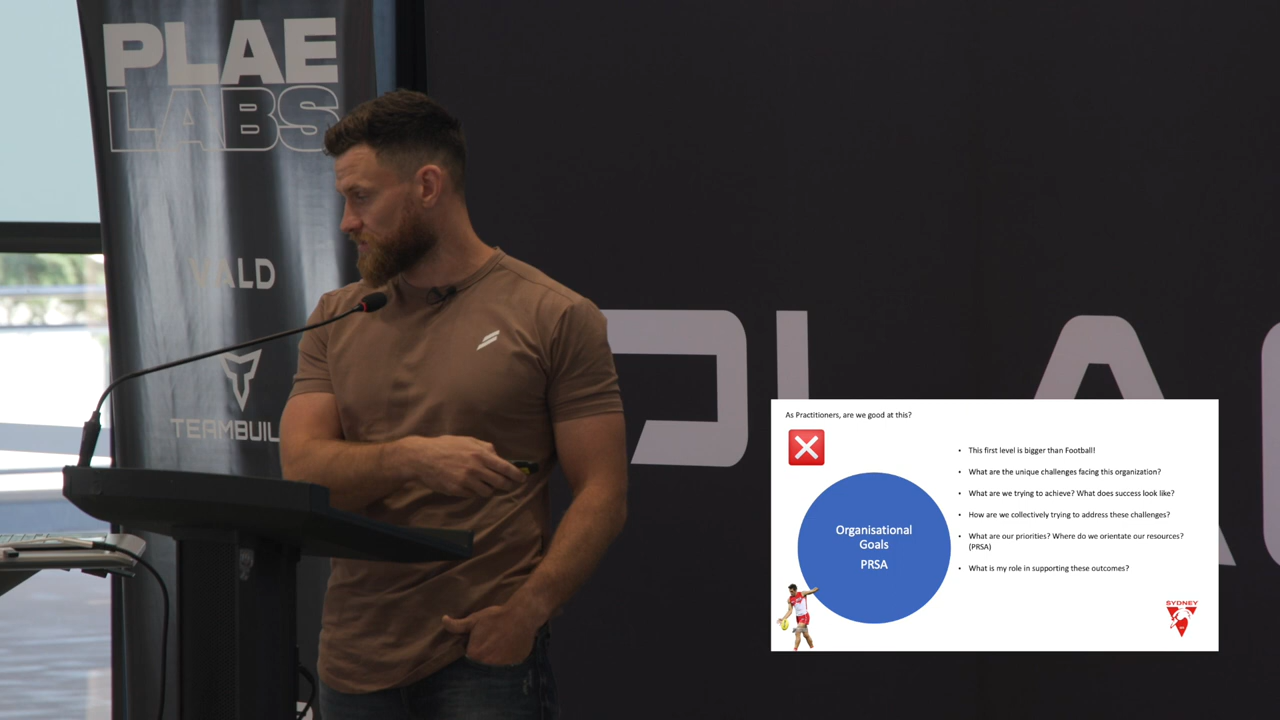 PLAE
LABS
VALD
TEAMBUIL
PLAE
As Practitioners, are we good at this?
Organisational
Goals
PRSA
• This first level is bigger than Football!
• What are the unique challenges facing this organization?
• What are we trying to achieve? What does success look like?
• How are we collectively trying to address these challenges?
• What are our priorities? Where do we orientate our resources?
(PRSA)
• What is my role in supporting these outcomes?
SYDNEY